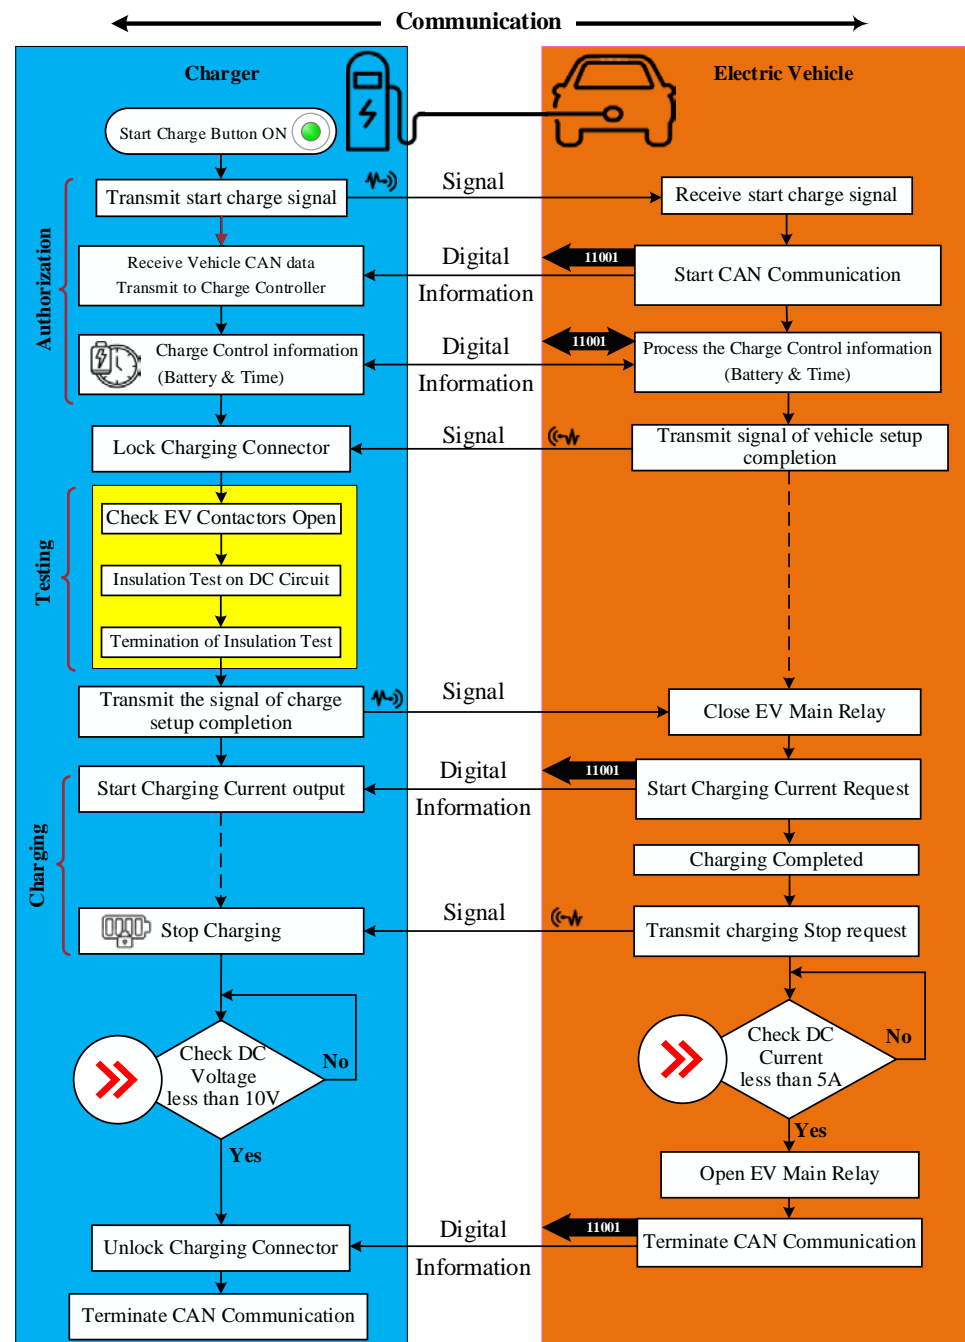 Communication
Charger
Electric Vehicle
Start Charge Button ON
Transmit start charge signal
Signal
Receive start charge signal
Authorization
Receive Vehicle CAN data
Transmit to Charge Controller
Digital
Information
11001
Start CAN Communication
Charge Control information
(Battery & Time)
Digital
Information
11001
Process the Charge Control information
(Battery & Time)
Lock Charging Connector
Signal
Transmit signal of vehicle setup
completion
Testing
Check EV Contactors Open
Insulation Test on DC Circuit
Termination of Insulation Test
Transmit the signal of charge
setup completion
Signal
Close EV Main Relay
Charging
Start Charging Current output
Digital
Information
11001
Start Charging Current Request
Charging Completed
Stop Charging
Signal
Transmit charging Stop request
Check DC
Voltage
less than 10V
No
Yes
Check DC
Current
less than 5A
No
Yes
Open EV Main Relay
Unlock Charging Connector
Digital
Information
11001
Terminate CAN Communication
Terminate CAN Communication